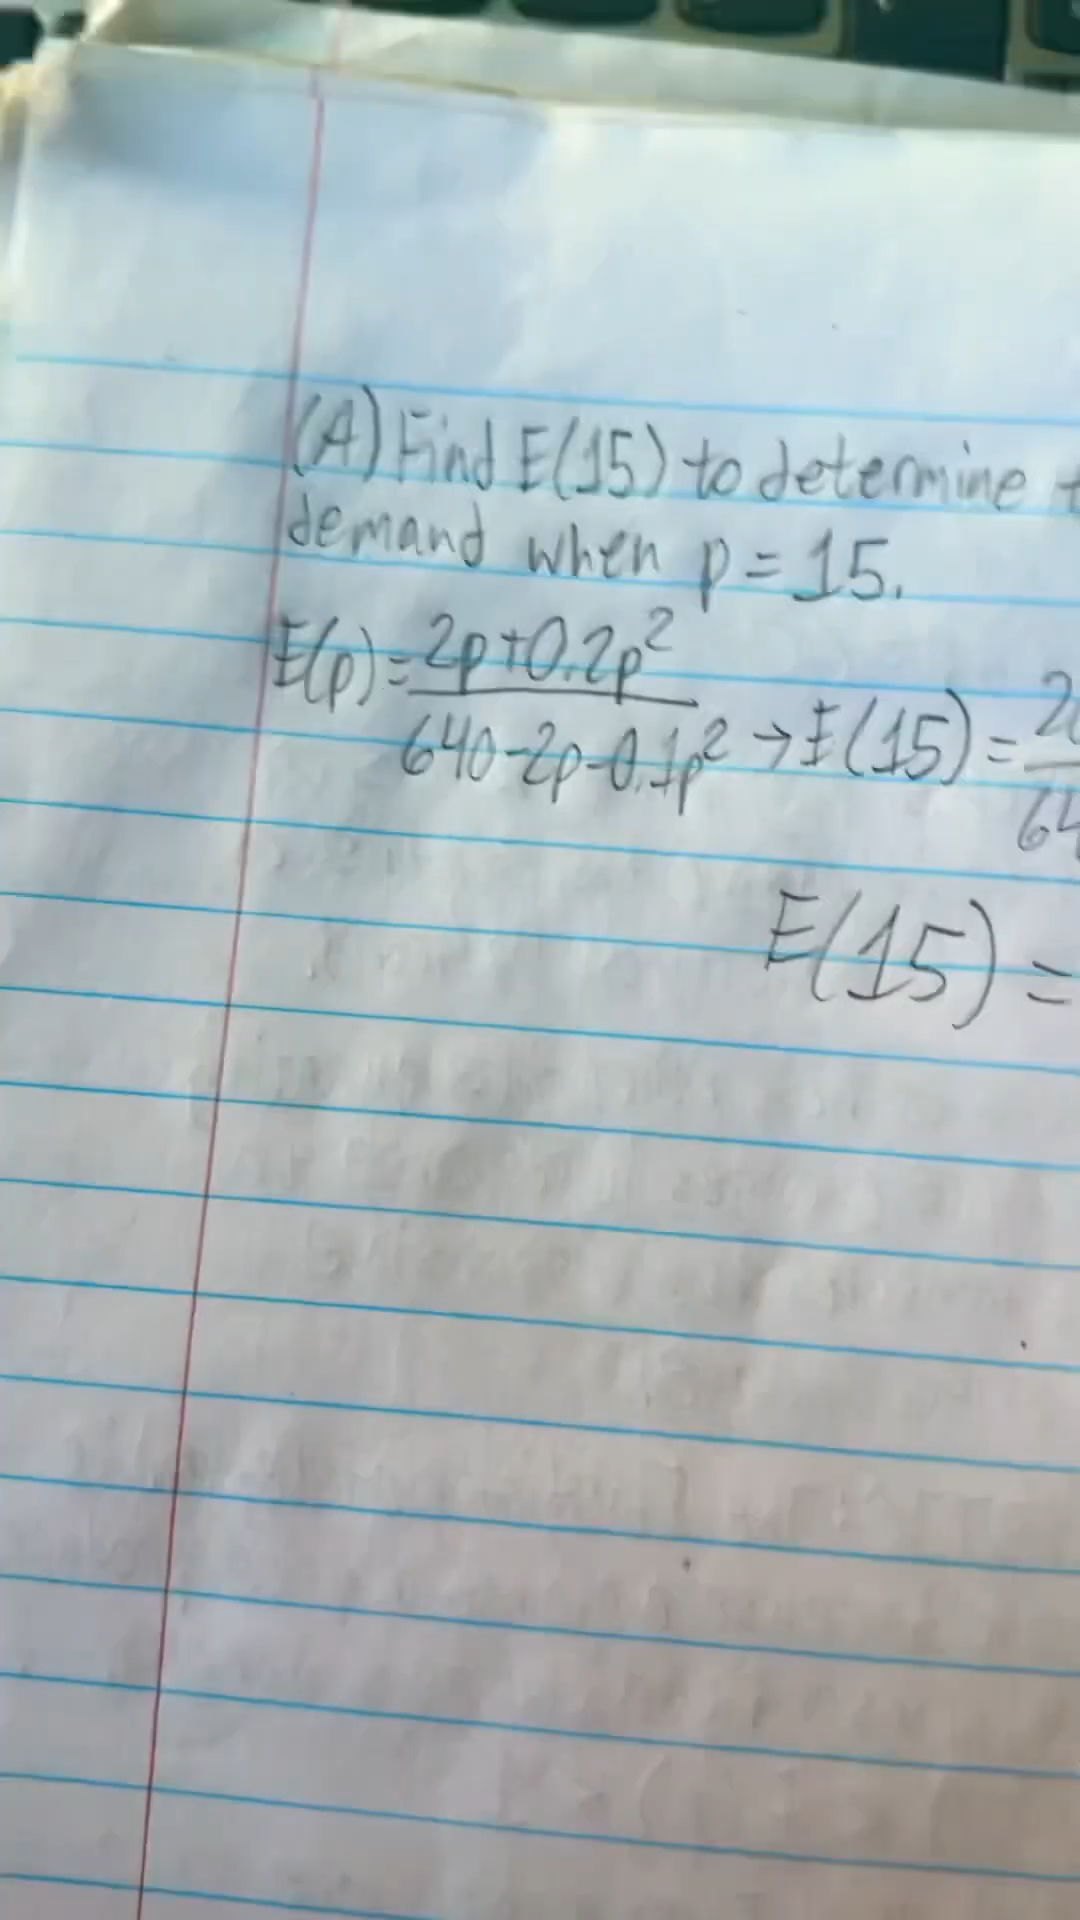 (A) Find E(15) to determine
demand when p = 15.
E(p) = 2p+0.2p²
640-2p-0.1p² → E(15) =
E(15) =